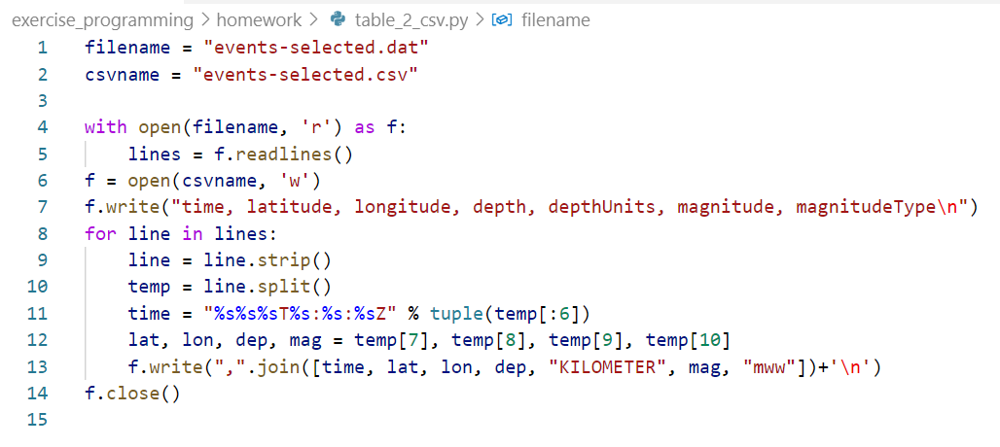 exercise_programming > homework > table_2_csv.py > filename
1 filename = "events-selected.dat"
2 csvname = "events-selected.csv"
3
4 with open(filename, 'r') as f:
5     lines = f.readlines()
6 f = open(csvname, 'w')
7 f.write("time, latitude, longitude, depth, depthUnits, magnitude, magnitudeType\n")
8 for line in lines:
9     line = line.strip()
10     temp = line.split()
11     time = "%s%s%sT%s:%s:%sZ" % tuple(temp[:6])
12     lat, lon, dep, mag = temp[7], temp[8], temp[9], temp[10]
13     f.write(",".join([time, lat, lon, dep, "KILOMETER", mag, "mww"])+'\n')
14 f.close()
15